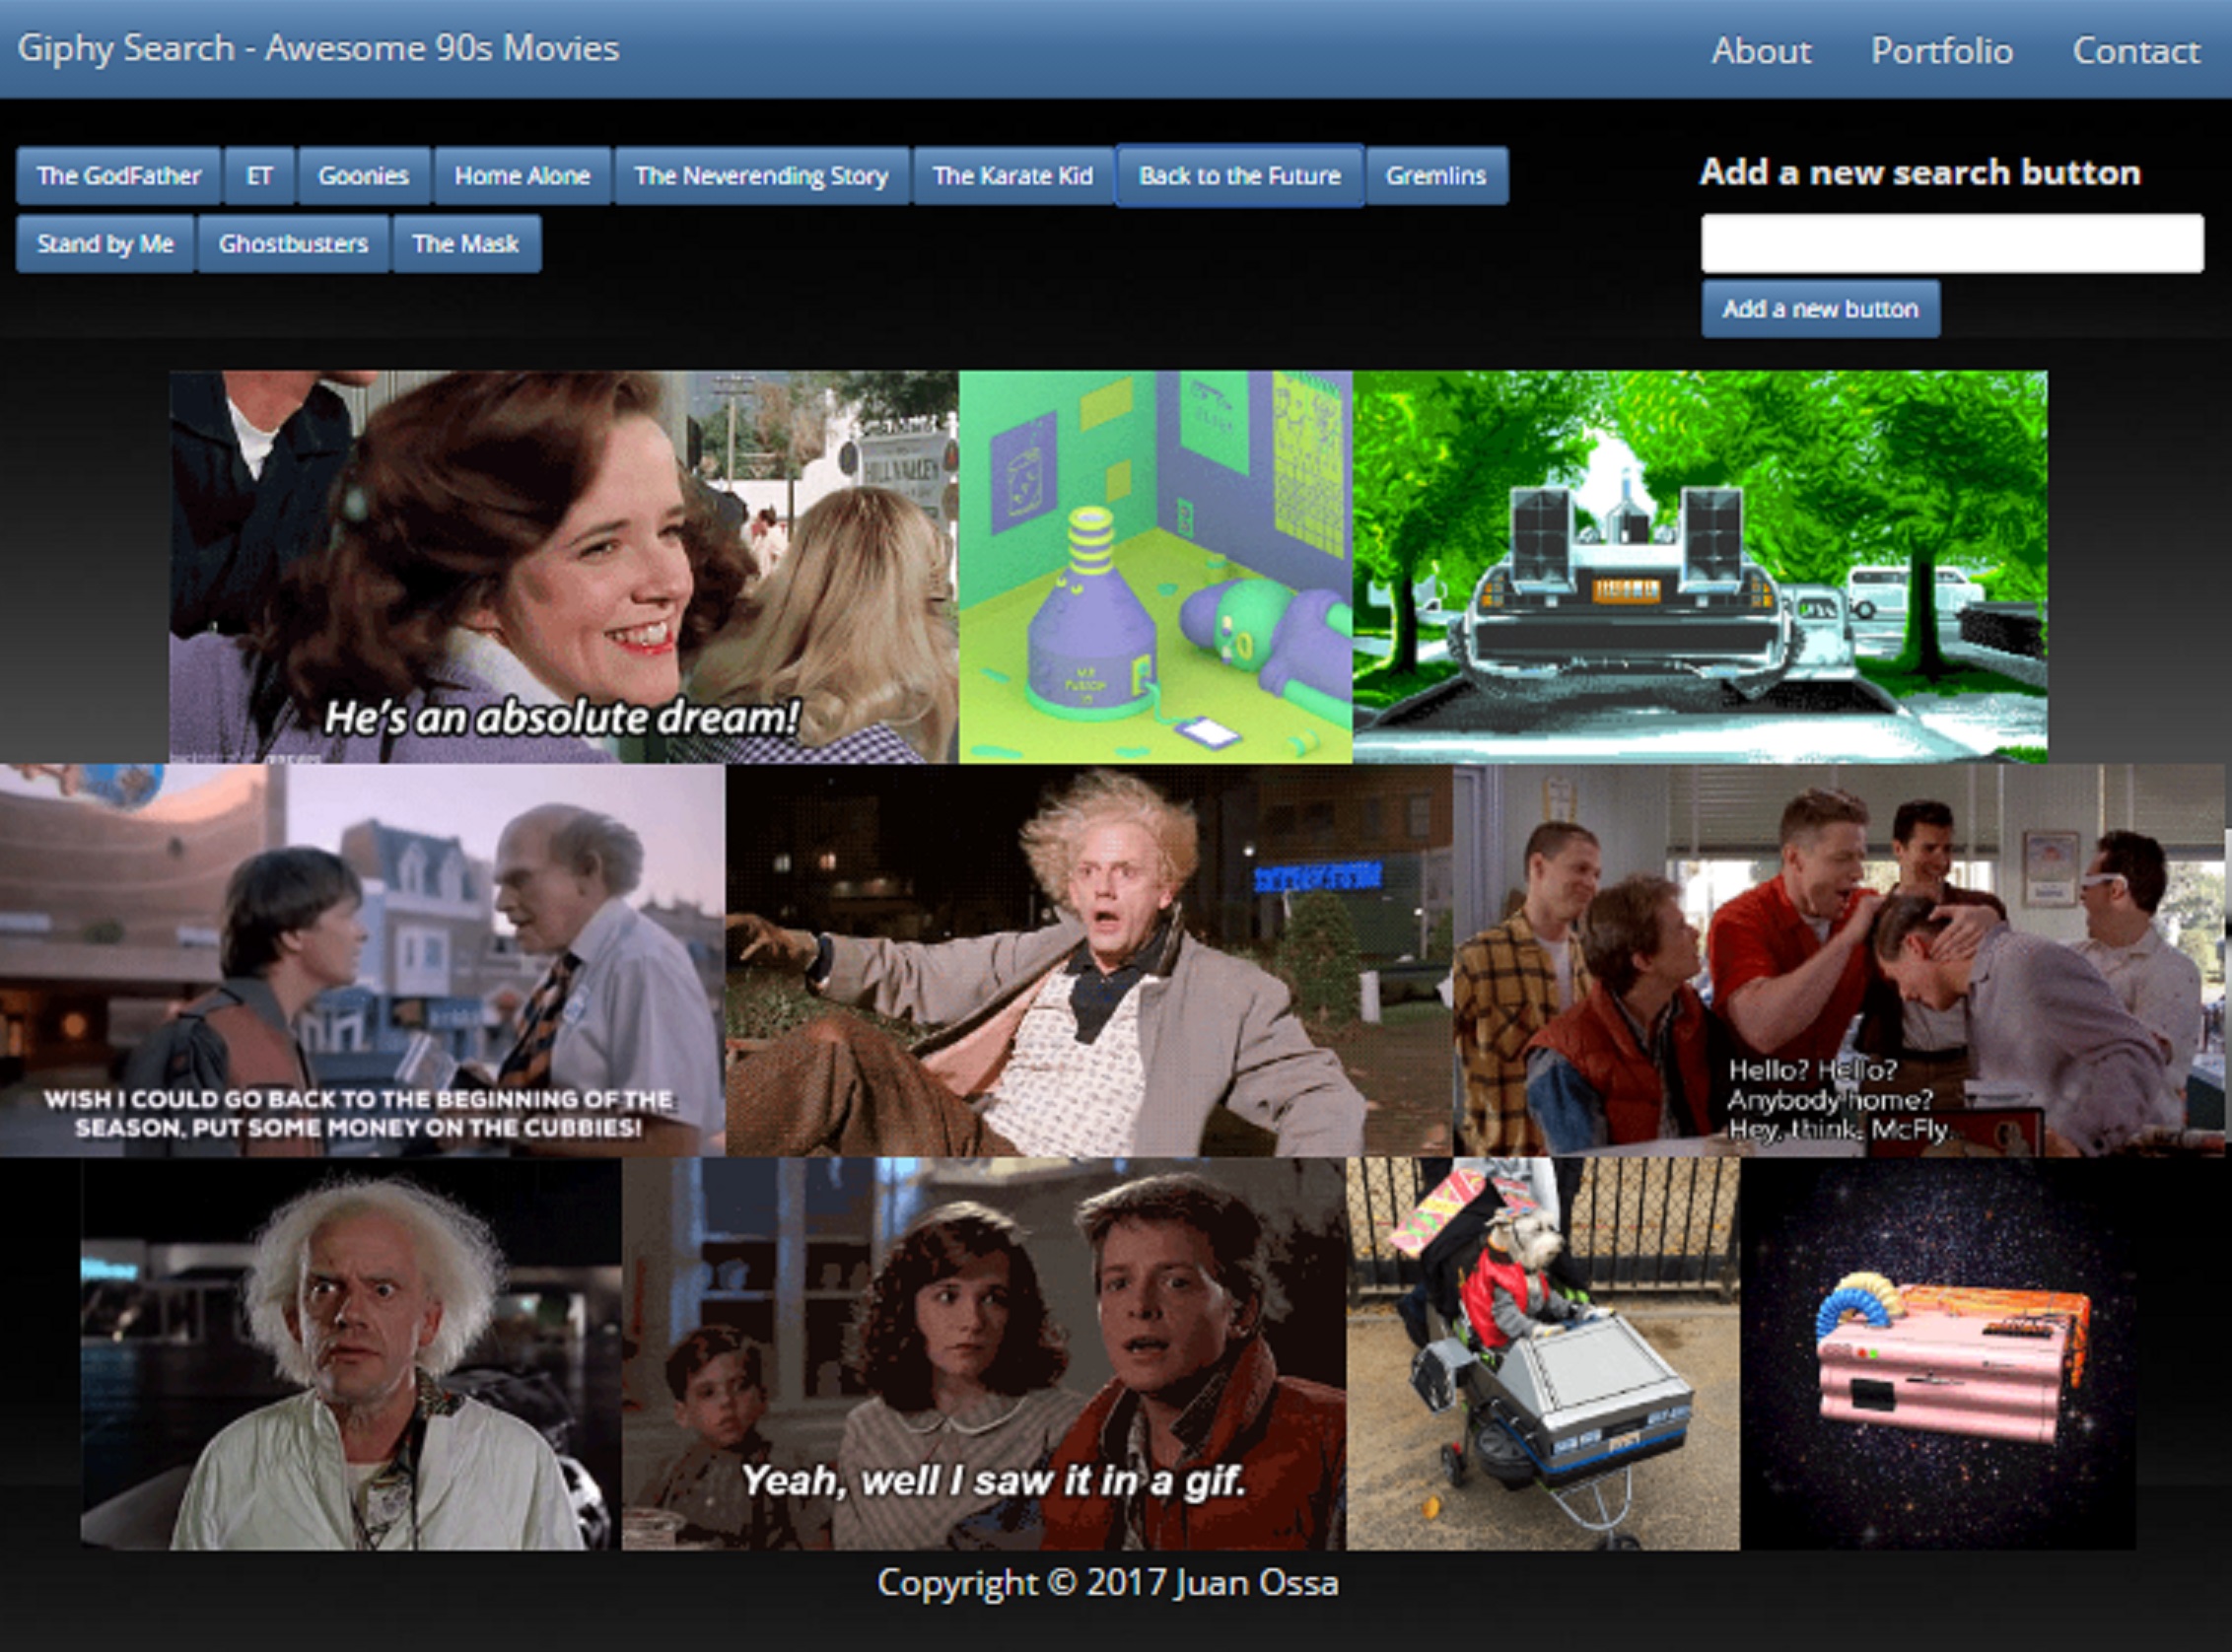 Giphy Search - Awesome 90s Movies
About Portfolio Contact
The GodFather ET Goonies Home Alone The Neverending Story The Karate Kid Back to the Future Gremlins
Stand by Me Ghostbusters The Mask
Add a new search button
Add a new button
HILL VALLEY
He's an absolute dream!
WISH I COULD GO BACK TO THE BEGINNING OF THE
SEASON, PUT SOME MONEY ON THE CUBBIES!
Hello? Hello?
Anybody home?
Hey, think, McFly.
Yeah, well I saw it in a gif.
Copyright © 2017 Juan Ossa